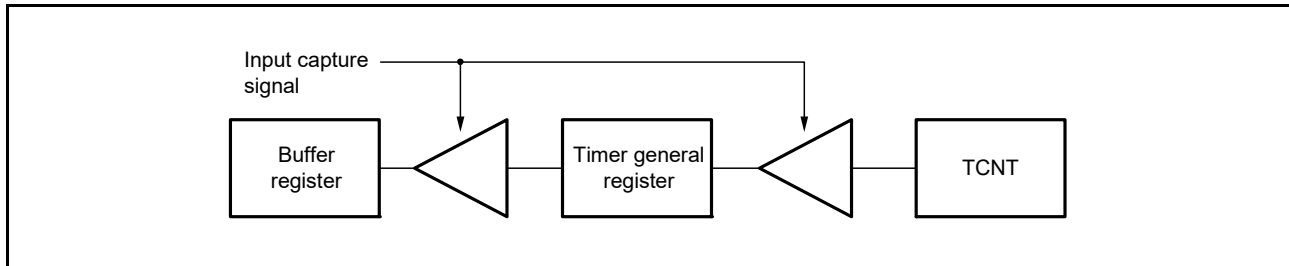 Input capture
signal
Buffer
register
Timer general
register
TCNT